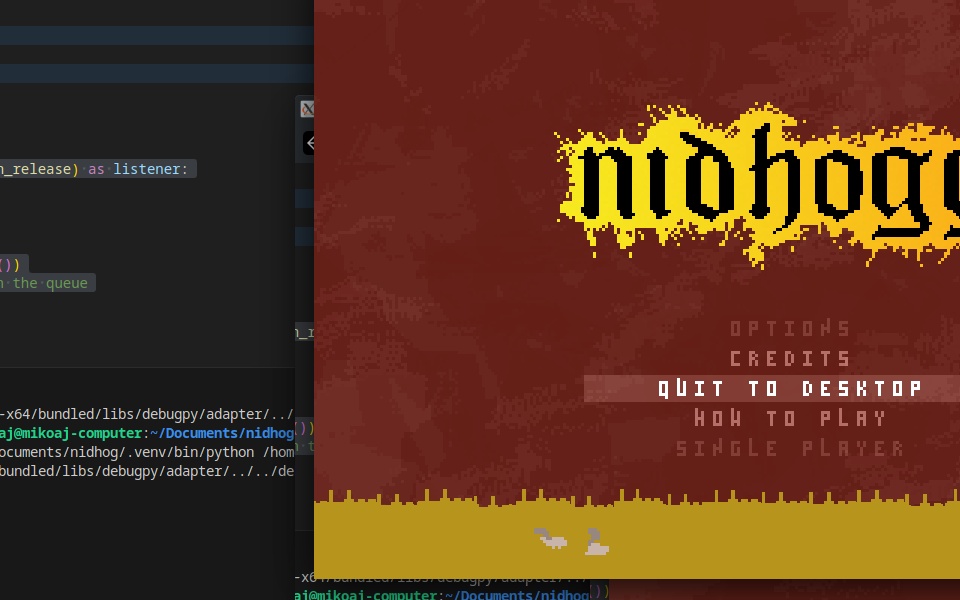 n_release) as listener:
())
n the queue
-x64/bundled/libs/debugpy/adapter/../
aj@mikoaj-computer:~/Documents/nidhog
ocuments/nidhog/.venv/bin/python /hom
bundled/libs/debugpy/adapter/../../de
n_r
())
n t
nidhogg
OPTIONS
CREDITS
QUIT TO DESKTOP
HOW TO PLAY
SINGLE PLAYER
-x64/bundled/libs/debugpy/adapter/../
aj@mikoaj-computer:~/Documents/nidhog
))